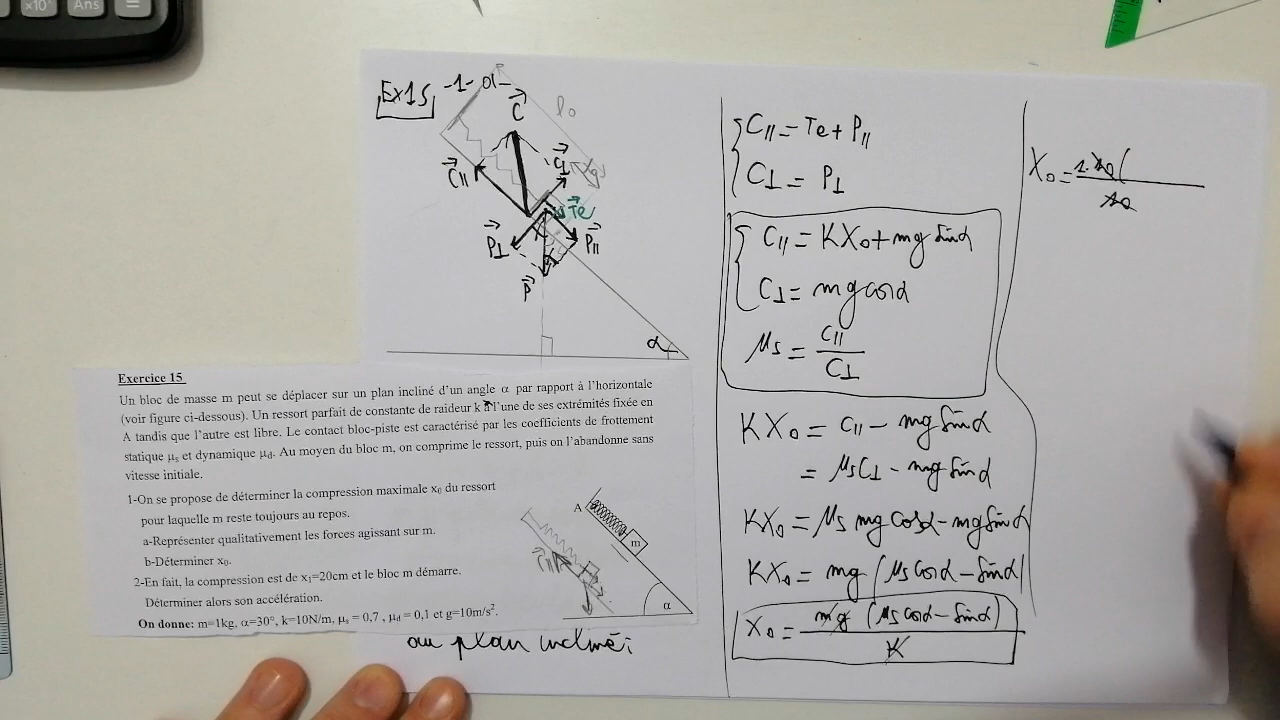 ×10ˣ Ans =
Ex15 -1- a-
C
l0
C//
C⊥
x0
Te
P⊥
P//
P
α
Exercice 15
Un bloc de masse m peut se déplacer sur un plan incliné d'un angle α par rapport à l'horizontale
(voir figure ci-dessous). Un ressort parfait de constante de raideur k à l'une de ses extrémités fixée en
A tandis que l'autre est libre. Le contact bloc-piste est caractérisé par les coefficients de frottement
statique μs et dynamique μd. Au moyen du bloc m, on comprime le ressort, puis on l'abandonne sans
vitesse initiale.
1-On se propose de déterminer la compression maximale x0 du ressort
pour laquelle m reste toujours au repos.
a-Représenter qualitativement les forces agissant sur m.
b-Déterminer x0.
2-En fait, la compression est de x1=20cm et le bloc m démarre.
Déterminer alors son accélération.
On donne: m=1kg, α=30°, k=10N/m, μs = 0,7 , μd = 0,1 et g=10m/s².
A
m
α
C//
au plan incliné;
C// = Te + P//
C⊥ = P⊥
C// = KX0 + mg sinα
C⊥ = mg cosα
μs = C// / C⊥
KX0 = C// - mg sinα
= μs C⊥ - mg sinα
KX0 = μs mg cosα - mg sinα
KX0 = mg (μs cosα - sinα)
X0 = mg (μs cosα - sinα) / K
X0 = 1.10( / 10